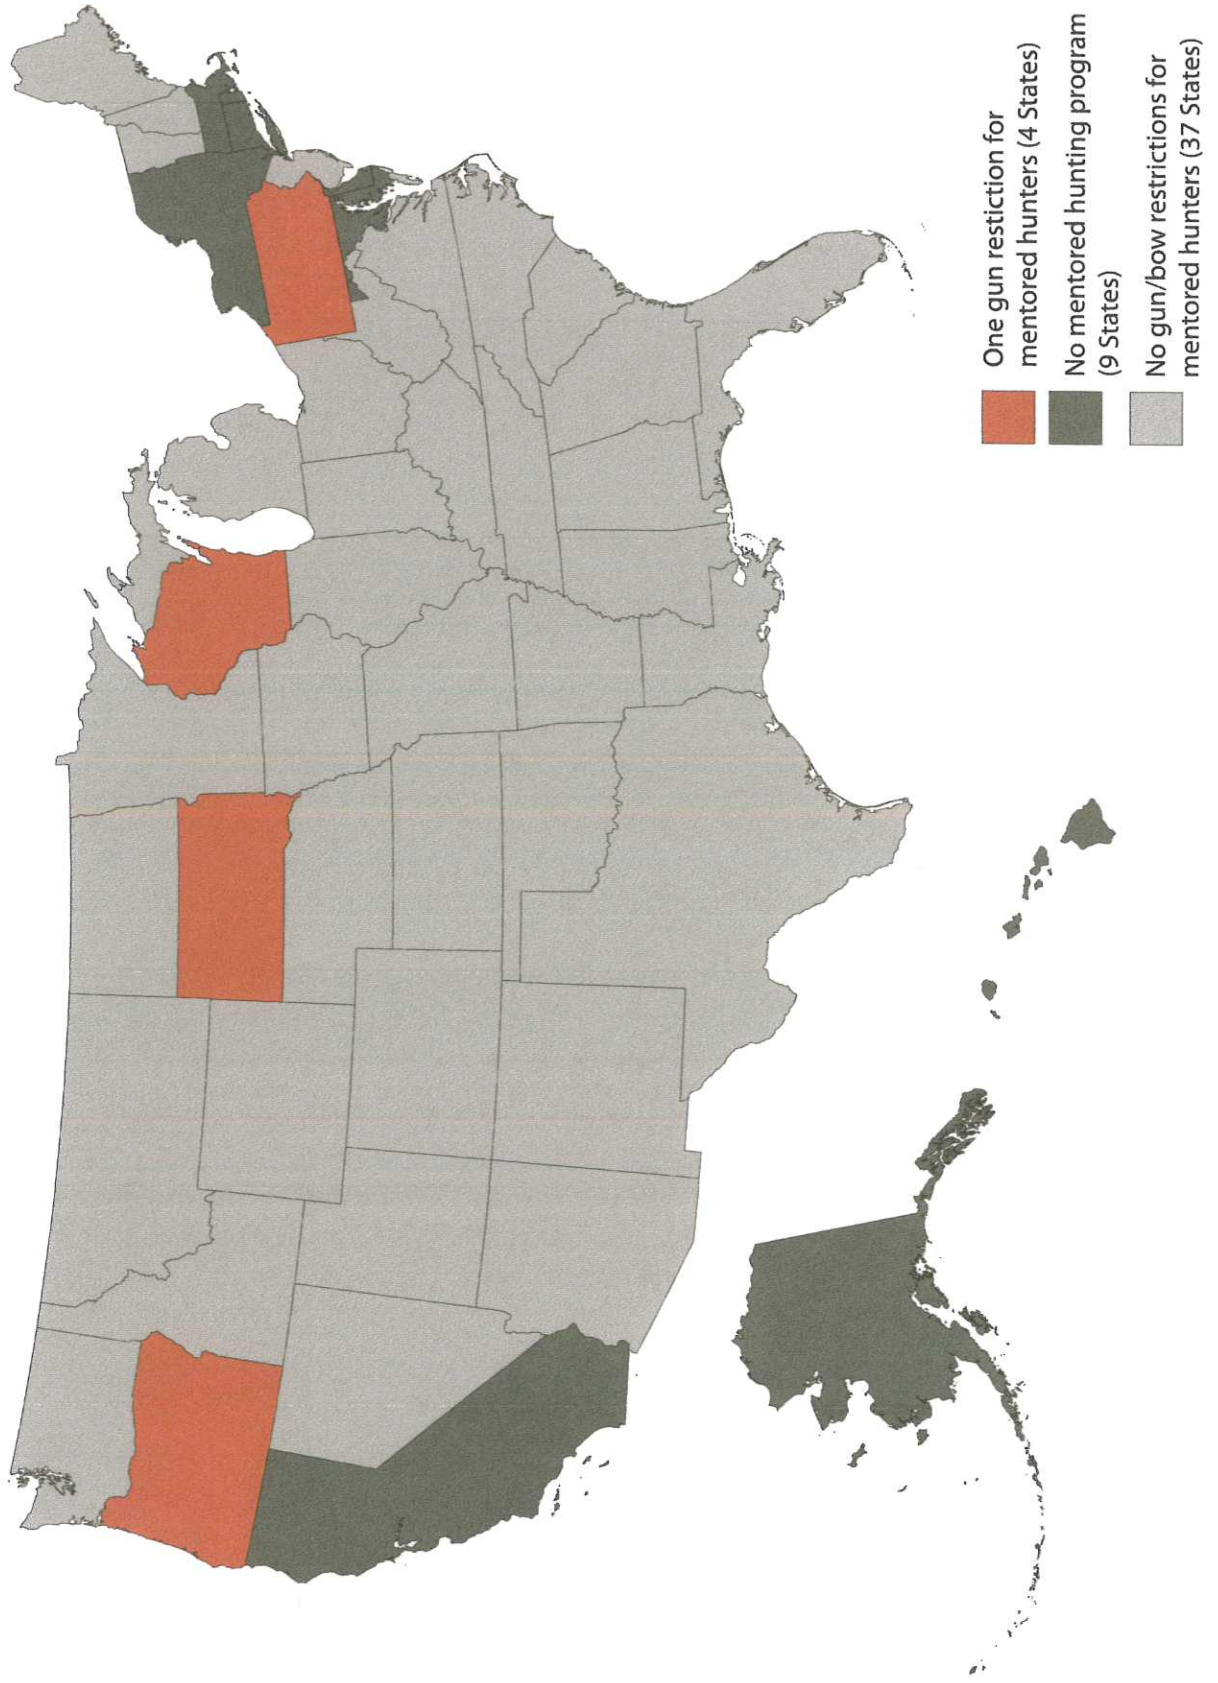 One gun restiction for
mentored hunters (4 States)
No mentored hunting program
(9 States)
No gun/bow restrictions for
mentored hunters (37 States)